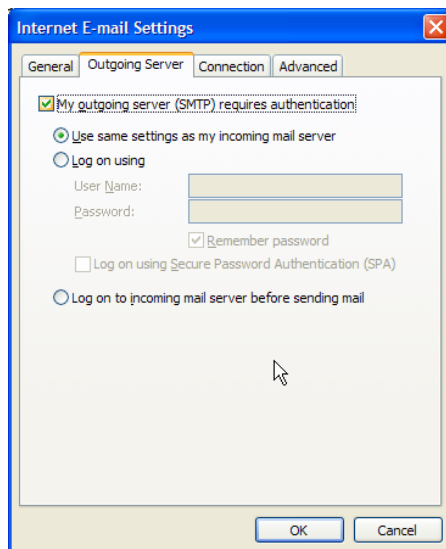 Internet E-mail Settings
General Outgoing Server Connection Advanced
My outgoing server (SMTP) requires authentication
Use same settings as my incoming mail server
Log on using
User Name:
Password:
Remember password
Log on using Secure Password Authentication (SPA)
Log on to incoming mail server before sending mail
OK Cancel